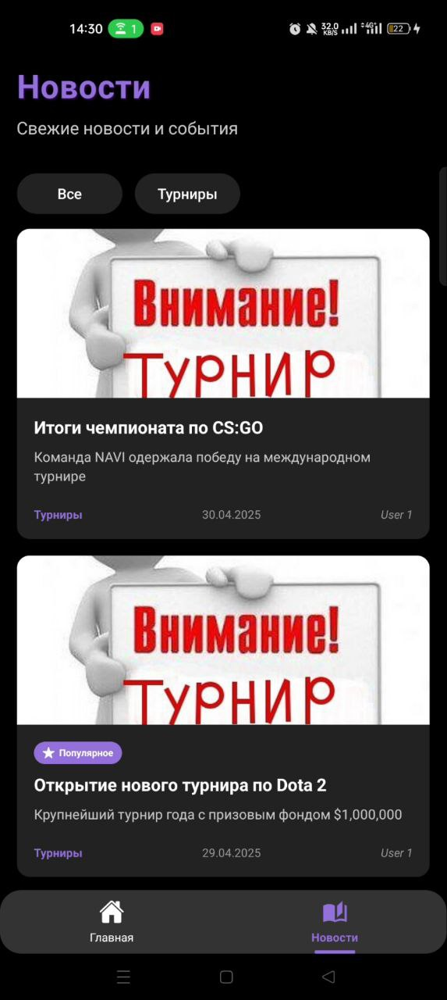 14:30
1
32.0
KB/S
4G+
22
Новости
Свежие новости и события
Все
Турниры
Внимание!
Турнир
Итоги чемпионата по CS:GO
Команда NAVI одержала победу на международном
турнире
Турниры
30.04.2025
User 1
Внимание!
Турнир
Популярное
Открытие нового турнира по Dota 2
Крупнейший турнир года с призовым фондом $1,000,000
Турниры
29.04.2025
User 1
Главная
Новости